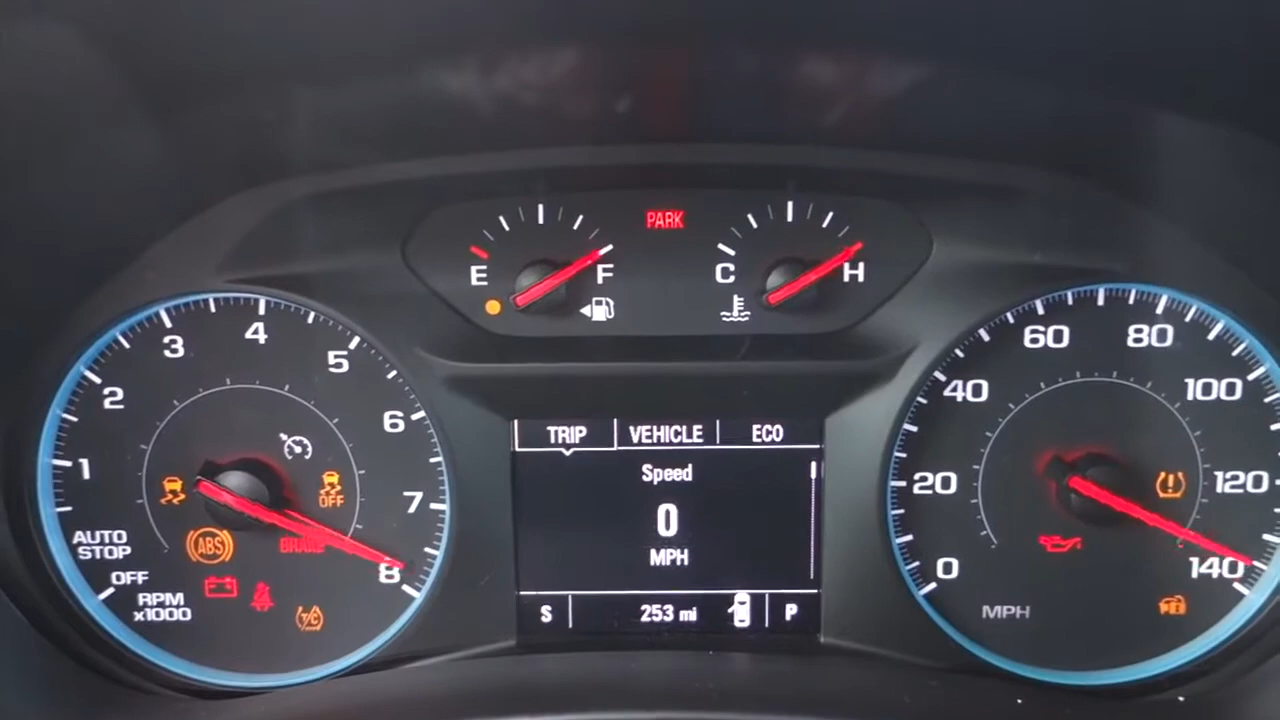 PARK
E F
C H
1 2 3 4 5 6 7 8
AUTO
STOP
OFF
RPM
x1000
OFF
ABS
BRAKE
T/C
TRIP VEHICLE ECO
Speed
0
MPH
S 253 mi P
0 20 40 60 80 100 120 140
MPH